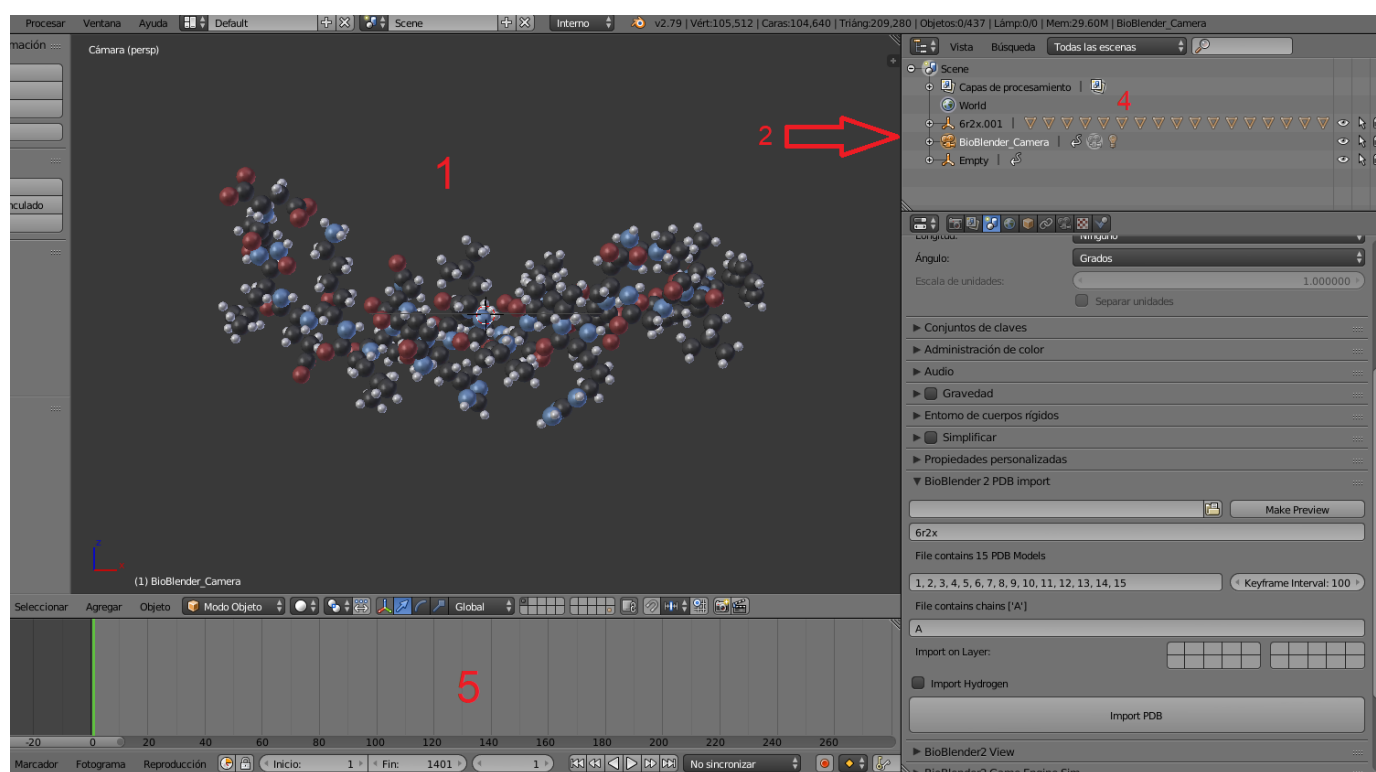 Procesar Ventana Ayuda Default Scene Interno v2.79 | Vért:105,512 | Caras:104,640 | Triáng:209,280 | Objetos:0/437 | Lámp:0/0 | Mem:29.60M | BioBlender_Camera
mación
Cámara (persp)
Vista Búsqueda Todas las escenas
Scene
Capas de procesamiento |
4
World
6r2x.001 |
2
BioBlender_Camera |
Empty |
1
nculado
Longitud: Ninguno
Ángulo: Grados
Escala de unidades: 1.000000
Separar unidades
Conjuntos de claves
Administración de color
Audio
Gravedad
Entorno de cuerpos rígidos
Simplificar
Propiedades personalizadas
BioBlender 2 PDB import
Make Preview
6r2x
File contains 15 PDB Models
1, 2, 3, 4, 5, 6, 7, 8, 9, 10, 11, 12, 13, 14, 15 Keyframe Interval: 100
File contains chains ['A']
A
Import on Layer:
Import Hydrogen
Import PDB
BioBlender2 View
BioBlender2 Game Engine Sim
z
x
(1) BioBlender_Camera
Seleccionar Agregar Objeto Modo Objeto Global
5
-20 0 20 40 60 80 100 120 140 160 180 200 220 240 260
Marcador Fotograma Reproducción Inicio: 1 Fin: 1401 1 No sincronizar